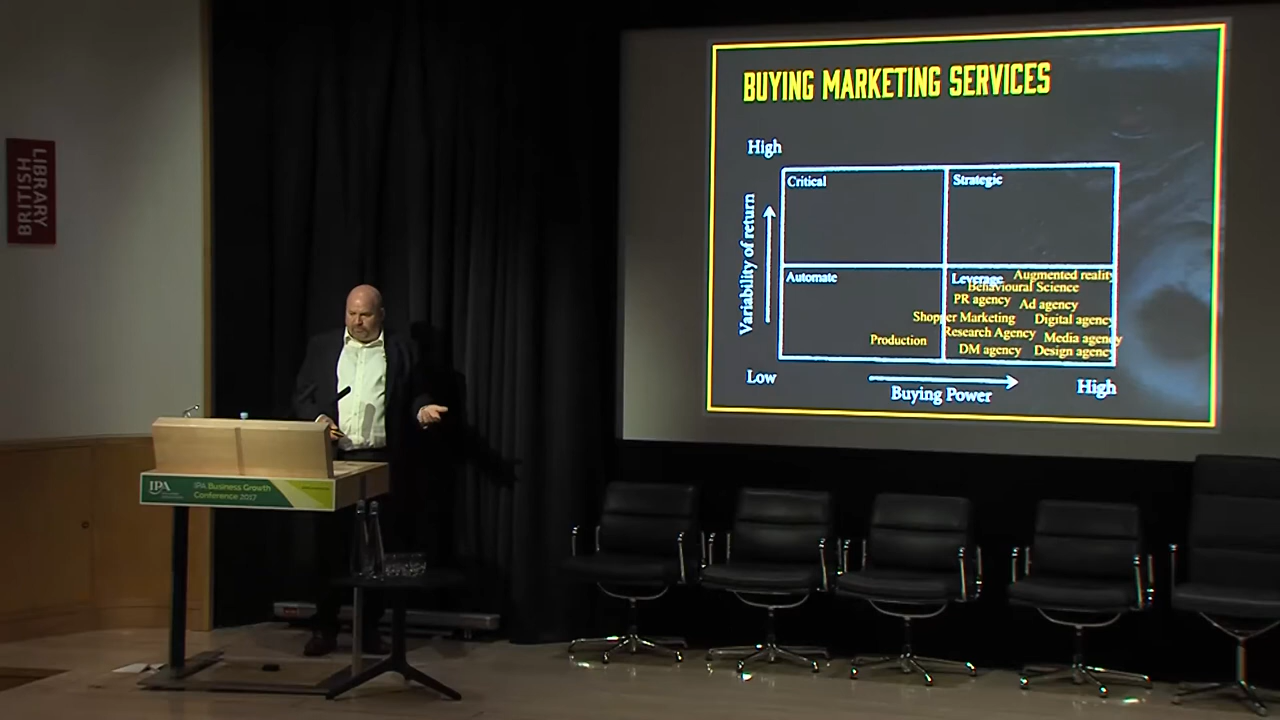 BRITISH
LIBRARY
IPA
IPA Business Growth
Conference 2017
BUYING MARKETING SERVICES
High
Critical
Strategic
Variability of return
Automate
Leverage
Augmented reality
Behavioural Science
PR agency
Ad agency
Shopper Marketing
Digital agency
Research Agency
Media agency
Production
DM agency
Design agency
Low
Buying Power
High